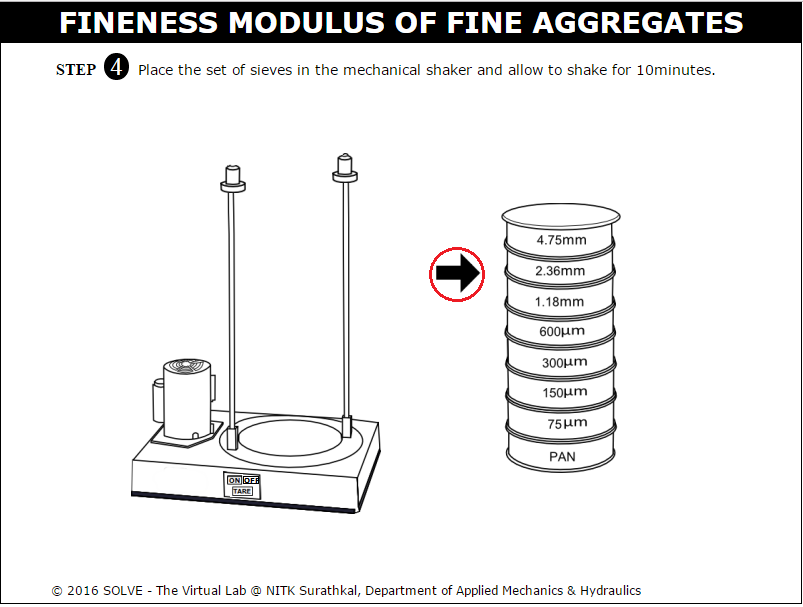 FINENESS MODULUS OF FINE AGGREGATES
STEP 4 Place the set of sieves in the mechanical shaker and allow to shake for 10minutes.
4.75mm
2.36mm
1.18mm
600µm
300µm
150µm
75µm
PAN
ON OFF
TARE
© 2016 SOLVE - The Virtual Lab @ NITK Surathkal, Department of Applied Mechanics & Hydraulics